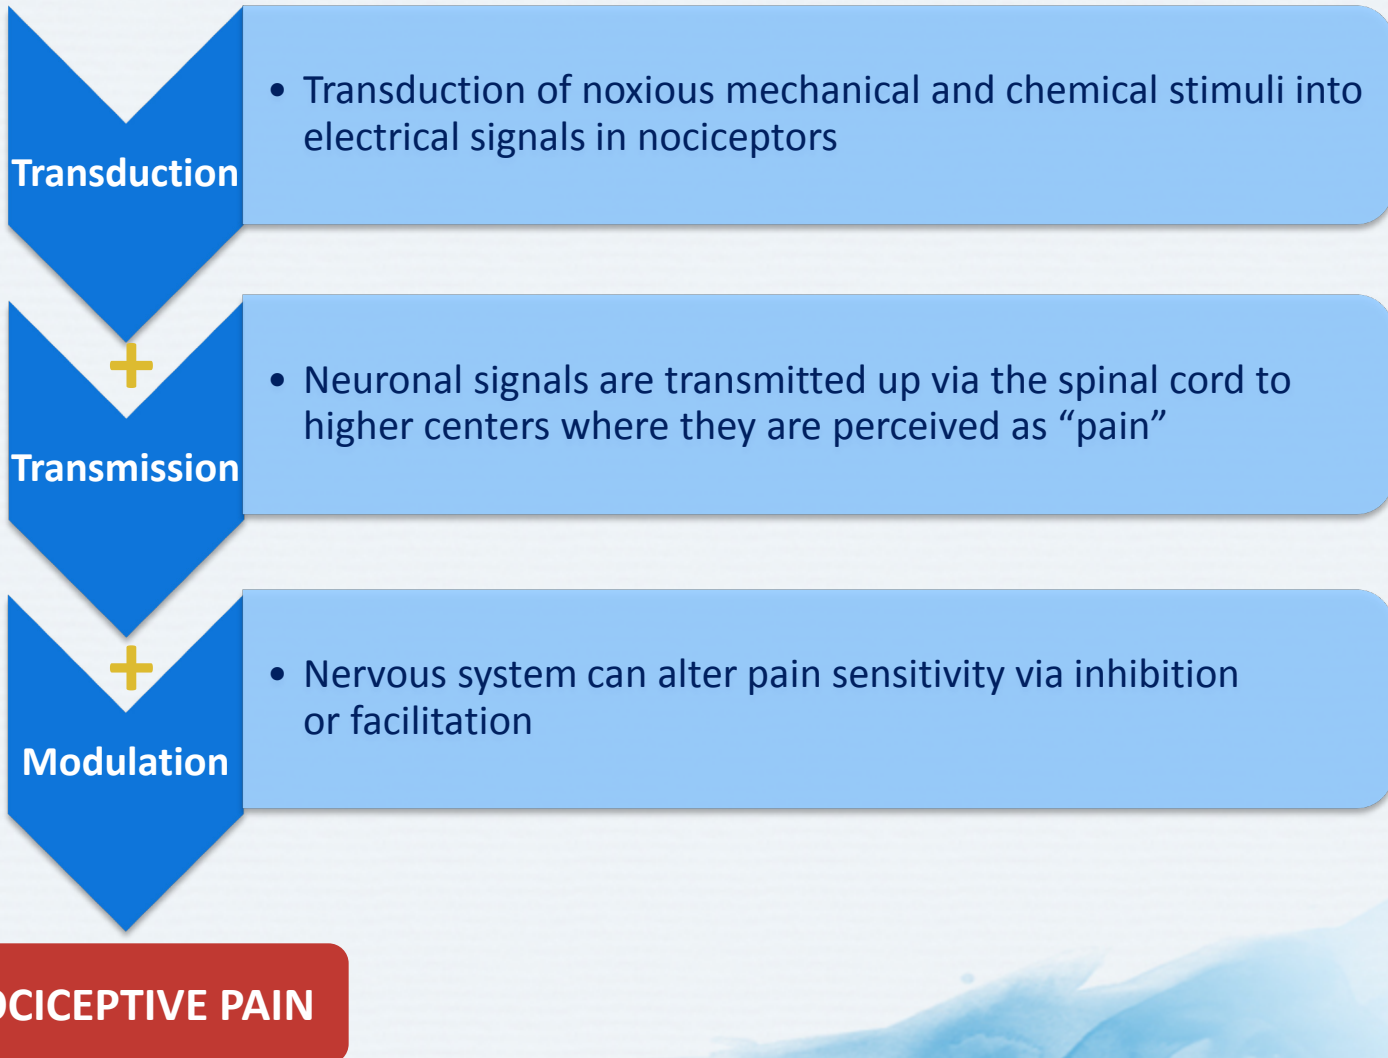 Transduction
• Transduction of noxious mechanical and chemical stimuli into
electrical signals in nociceptors
+
Transmission
• Neuronal signals are transmitted up via the spinal cord to
higher centers where they are perceived as “pain”
+
Modulation
• Nervous system can alter pain sensitivity via inhibition
or facilitation
OCICEPTIVE PAIN